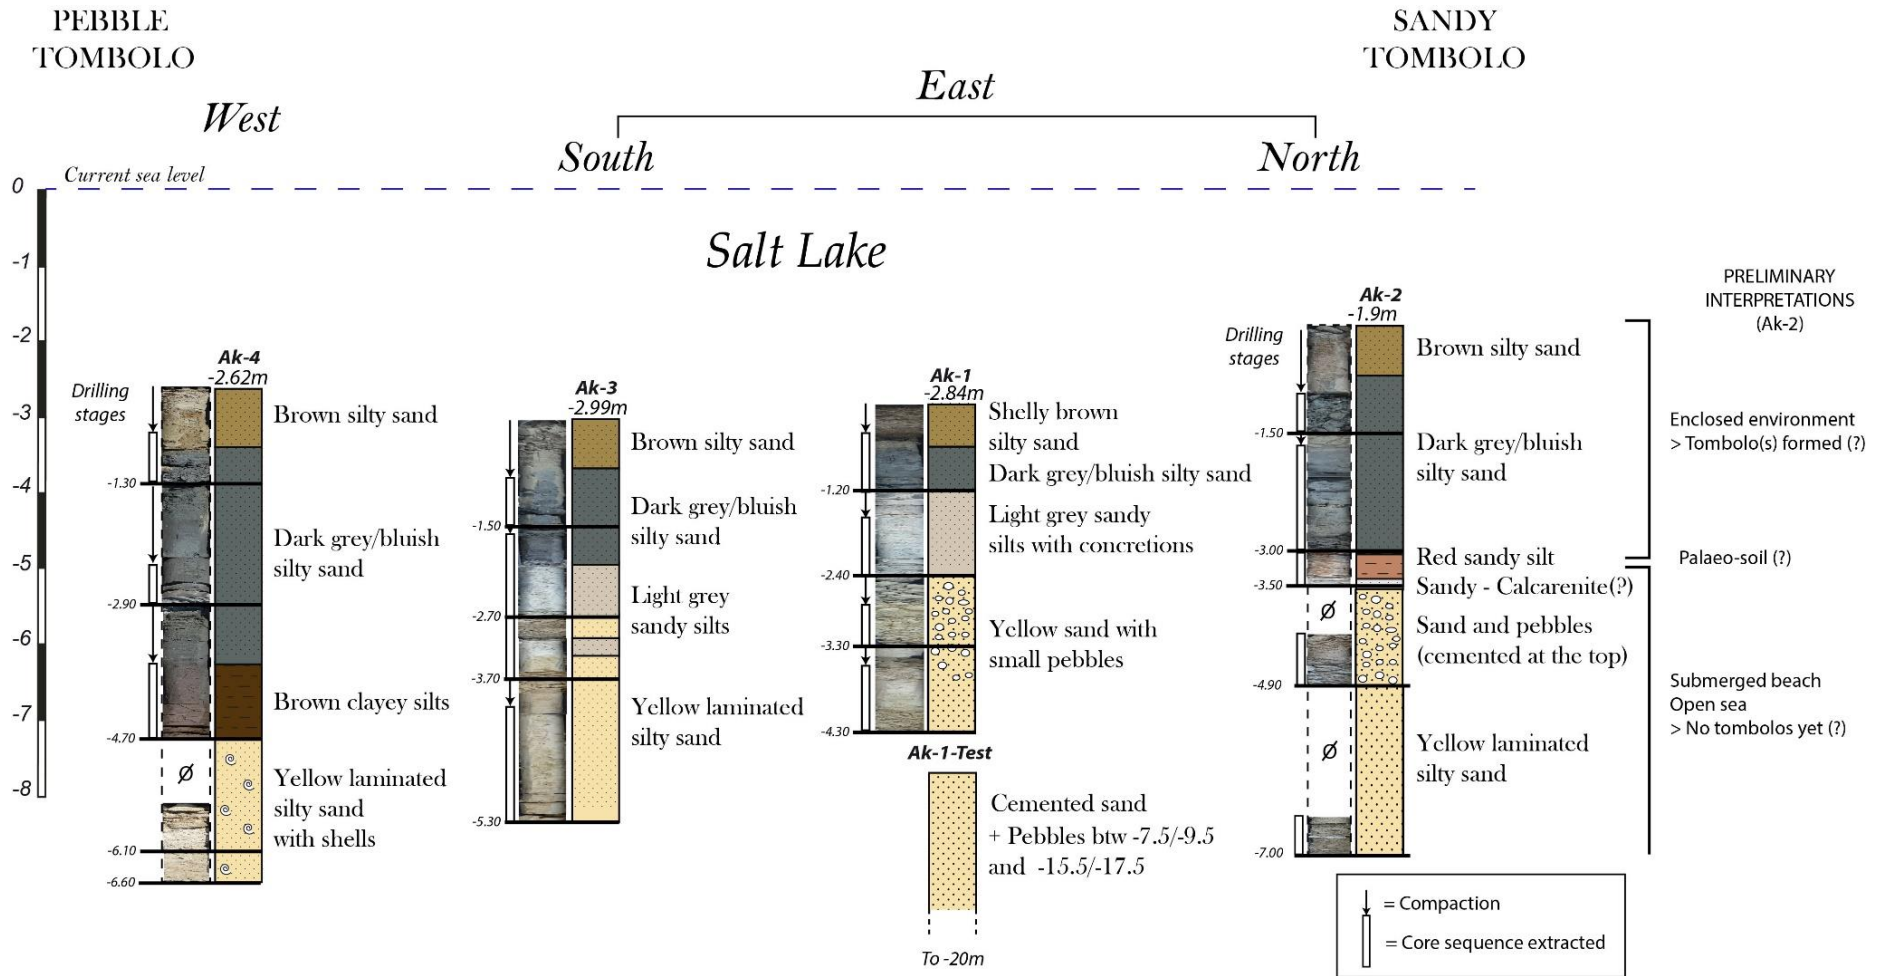 PEBBLE
TOMBOLO
SANDY
TOMBOLO
East
West
South
North
Current sea level
Salt Lake
0
-1
-2
-3
-4
-5
-6
-7
-8
Ak-4
-2.62m
Drilling
stages
Brown silty sand
-1.30
Dark grey/bluish
silty sand
-2.90
Brown clayey silts
-4.70
Ø
Yellow laminated
silty sand
with shells
-6.10
-6.60
Ak-3
-2.99m
Brown silty sand
Dark grey/bluish
silty sand
-1.50
Light grey
sandy silts
-2.70
-3.70
Yellow laminated
silty sand
-5.30
Ak-1
-2.84m
Shelly brown
silty sand
Dark grey/bluish silty sand
-1.20
Light grey sandy
silts with concretions
-2.40
Yellow sand with
small pebbles
-3.30
-4.30
Ak-1-Test
Cemented sand
+ Pebbles btw -7.5/-9.5
and -15.5/-17.5
To -20m
Ak-2
-1.9m
Drilling
stages
Brown silty sand
-1.50
Dark grey/bluish
silty sand
-3.00
Red sandy silt
-3.50
Sandy - Calcarenite(?)
Ø
Sand and pebbles
(cemented at the top)
-4.90
Ø
Yellow laminated
silty sand
-7.00
PRELIMINARY
INTERPRETATIONS
(Ak-2)
Enclosed environment
> Tombolo(s) formed (?)
Palaeo-soil (?)
Submerged beach
Open sea
> No tombolos yet (?)
= Compaction
= Core sequence extracted